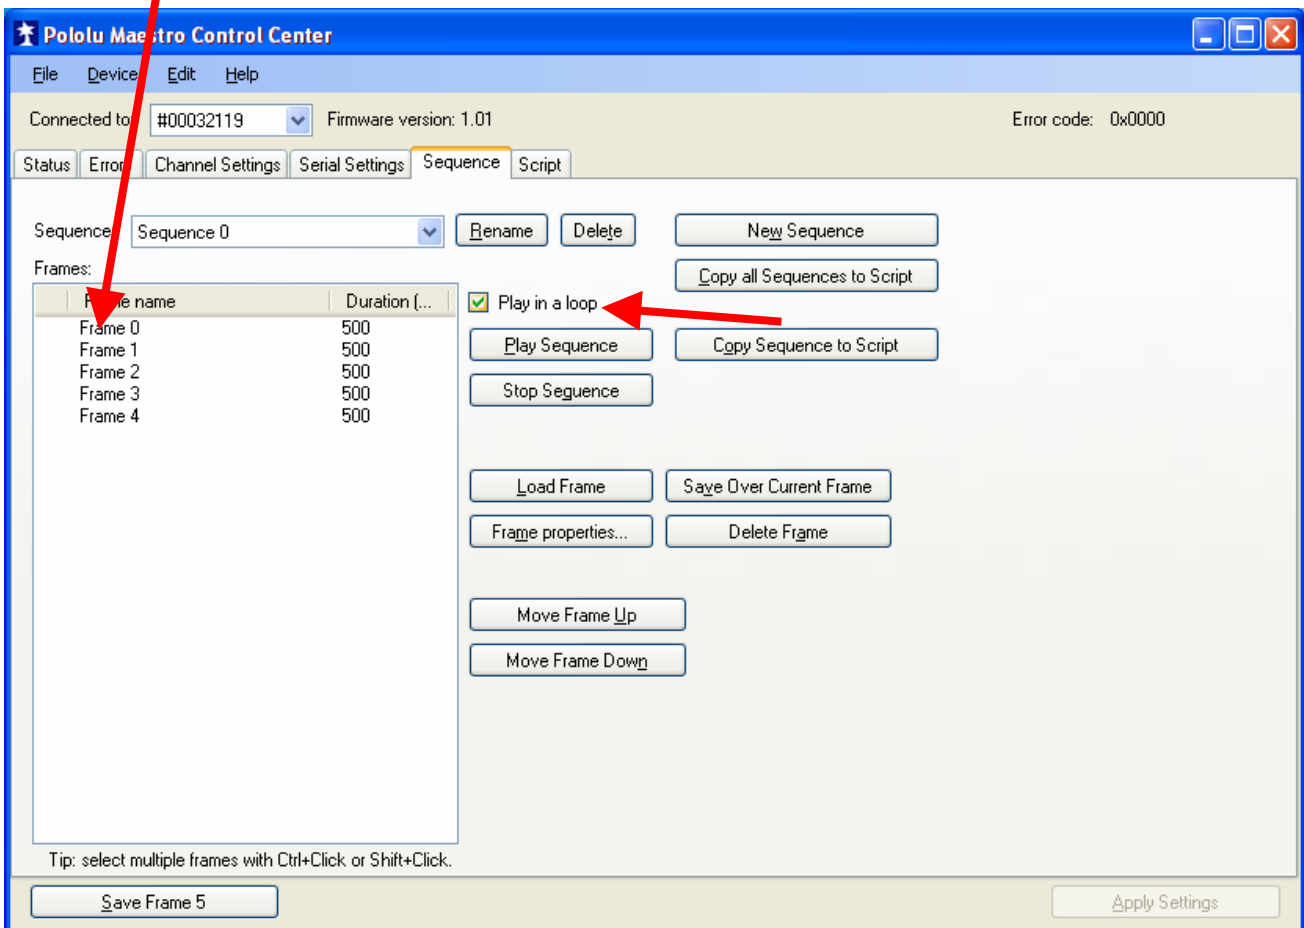 Pololu Maestro Control Center
File Device Edit Help
Connected to #00032119 Firmware version: 1.01 Error code: 0x0000
Status Errors Channel Settings Serial Settings Sequence Script
Sequence Sequence 0 Rename Delete New Sequence
Frames: Copy all Sequences to Script
Frame name Duration (... Play in a loop
Frame 0 500
Play Sequence Copy Sequence to Script
Frame 1 500
Frame 2 500
Frame 3 500
Stop Sequence
Frame 4 500
Load Frame Save Over Current Frame
Frame properties... Delete Frame
Move Frame Up
Move Frame Down
Tip: select multiple frames with Ctrl+Click or Shift+Click.
Save Frame 5 Apply Settings